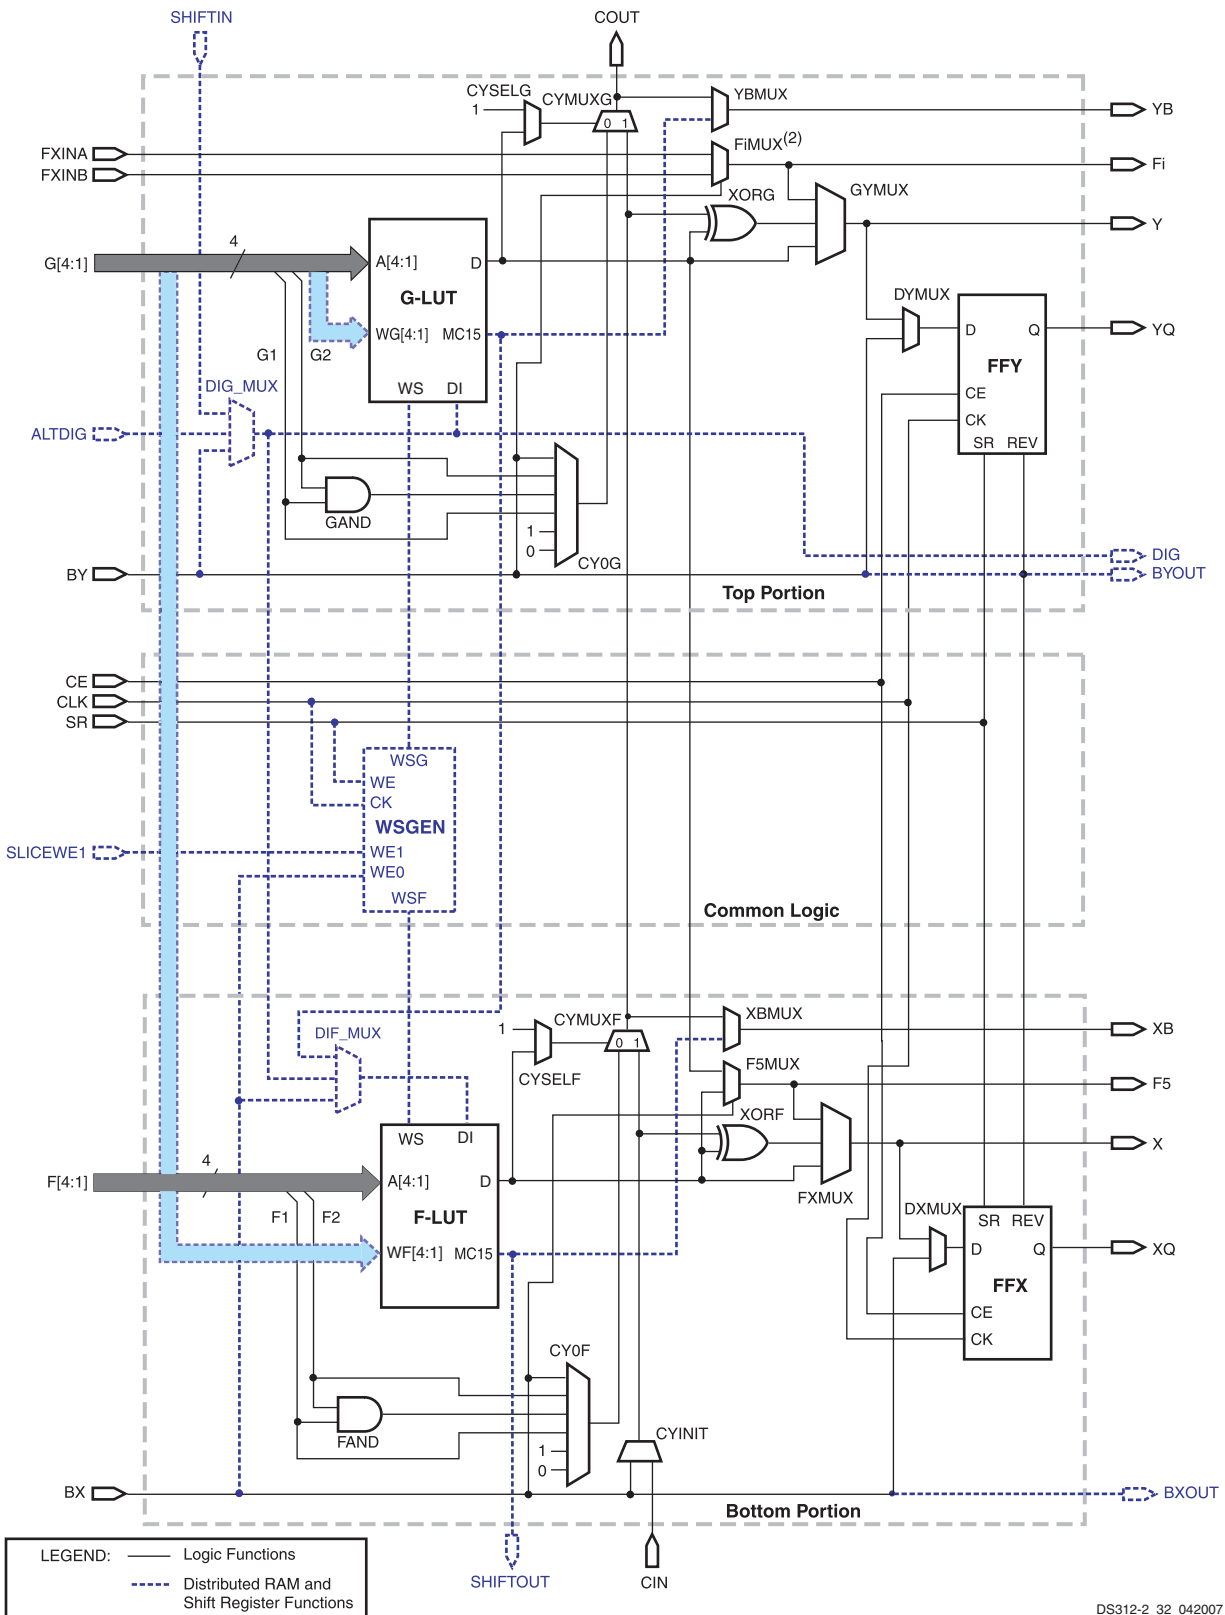 SHIFTIN
COUT
CYSELG
CYMUXG
YBMUX
1
0 1
YB
FXINA
FiMUX(2)
Fi
FXINB
XORG
GYMUX
Y
4
G[4:1]
A[4:1]
D
G-LUT
DYMUX
WG[4:1]
MC15
D
Q
YQ
G1
G2
FFY
DIG_MUX
WS
DI
CE
CK
ALTDIG
SR
REV
GAND
1
0
CY0G
DIG
BY
BYOUT
Top Portion
CE
CLK
SR
WSG
WE
CK
WSGEN
SLICEWE1
WE1
WE0
WSF
Common Logic
XBMUX
CYMUXF
DIF_MUX
1
0 1
XB
F5MUX
CYSELF
F5
XORF
WS
DI
X
4
F[4:1]
A[4:1]
D
FXMUX
DXMUX
F1
F2
F-LUT
SR
REV
WF[4:1]
MC15
D
Q
XQ
FFX
CE
CK
CY0F
FAND
CYINIT
1
0
BX
BXOUT
Bottom Portion
LEGEND:
Logic Functions
SHIFTOUT
CIN
Distributed RAM and
Shift Register Functions
DS312-2_32_042007